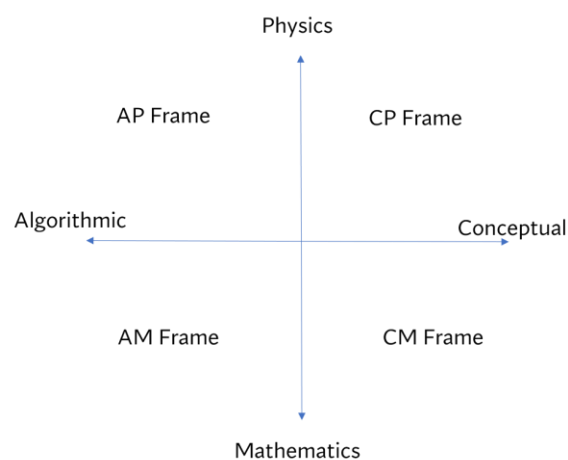 Physics
AP Frame
CP Frame
Algorithmic
Conceptual
AM Frame
CM Frame
Mathematics